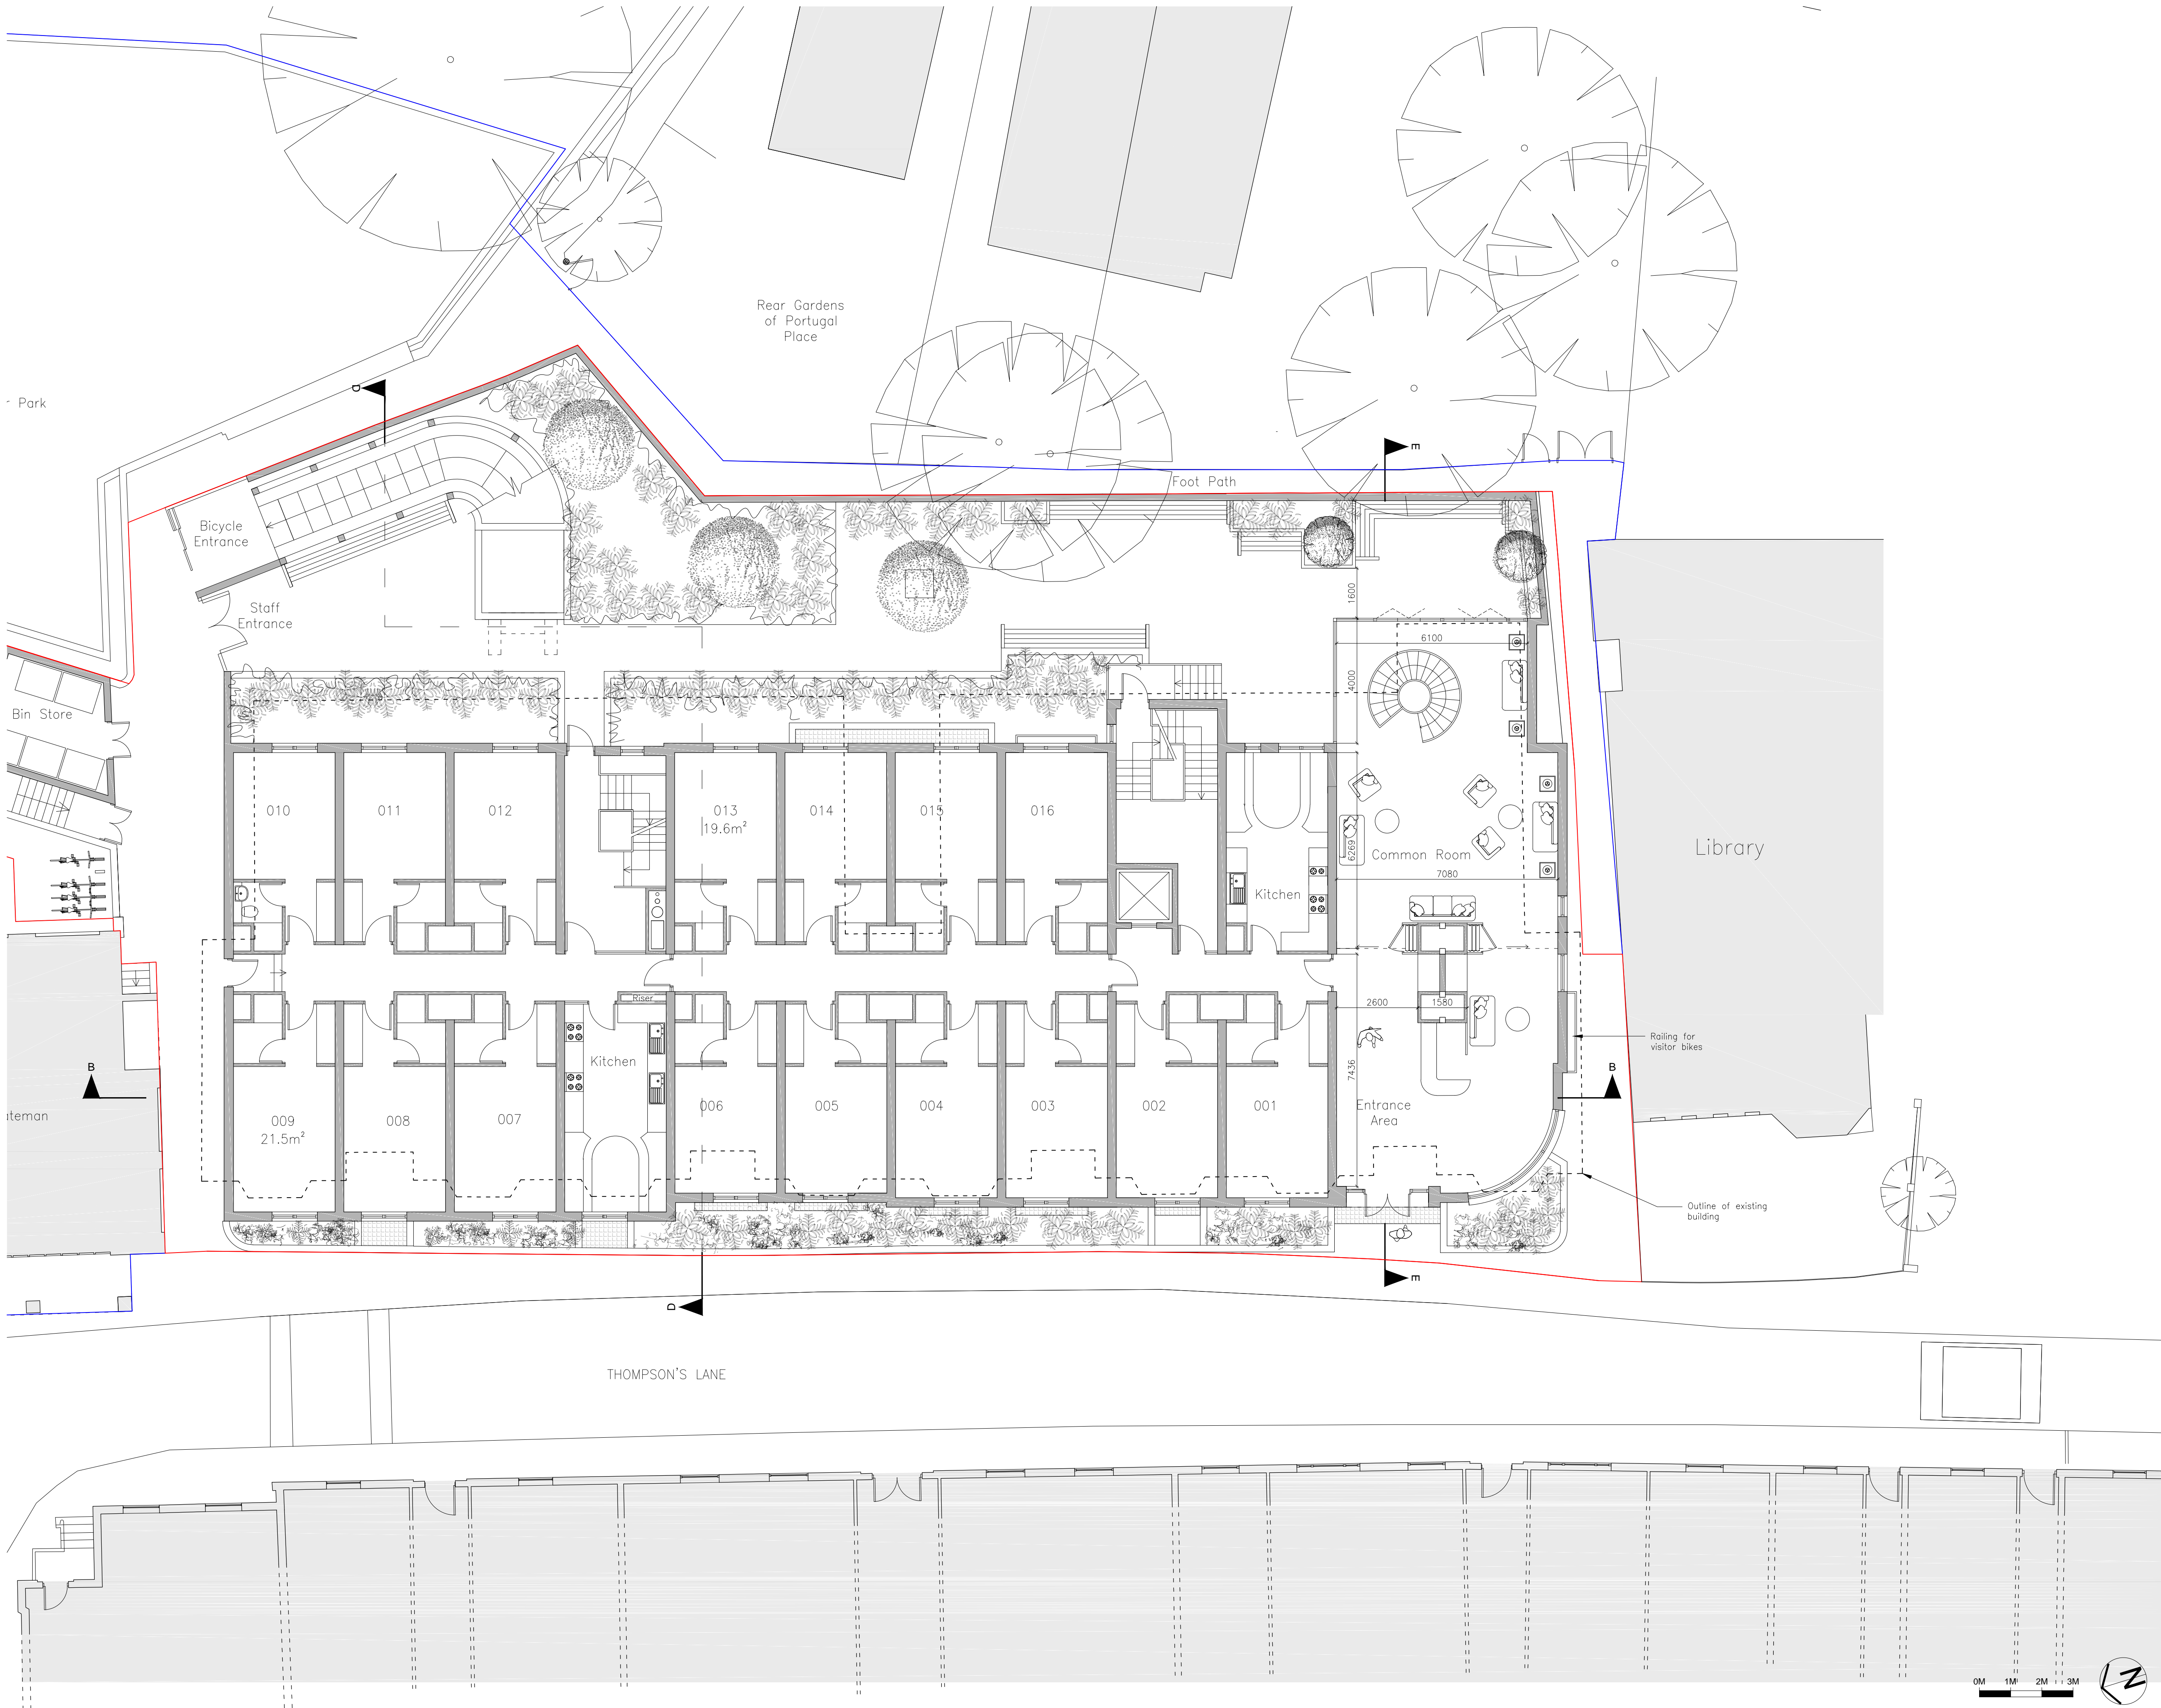 Rear Gardens
of Portugal
Place
Park
D
E
Foot Path
Bicycle
Entrance
Staff
Entrance
1600
6100
4000
Bin Store
010
011
012
013
19.6m²
014
015
016
6269
Common Room
7080
Kitchen
Library
Riser
2600
1580
Railing for
visitor bikes
Kitchen
7436
B
B
009
21.5m²
008
007
006
005
004
003
002
001
Entrance
Area
Outline of existing
building
D
E
THOMPSON'S LANE
0M 1M 2M 3M
N